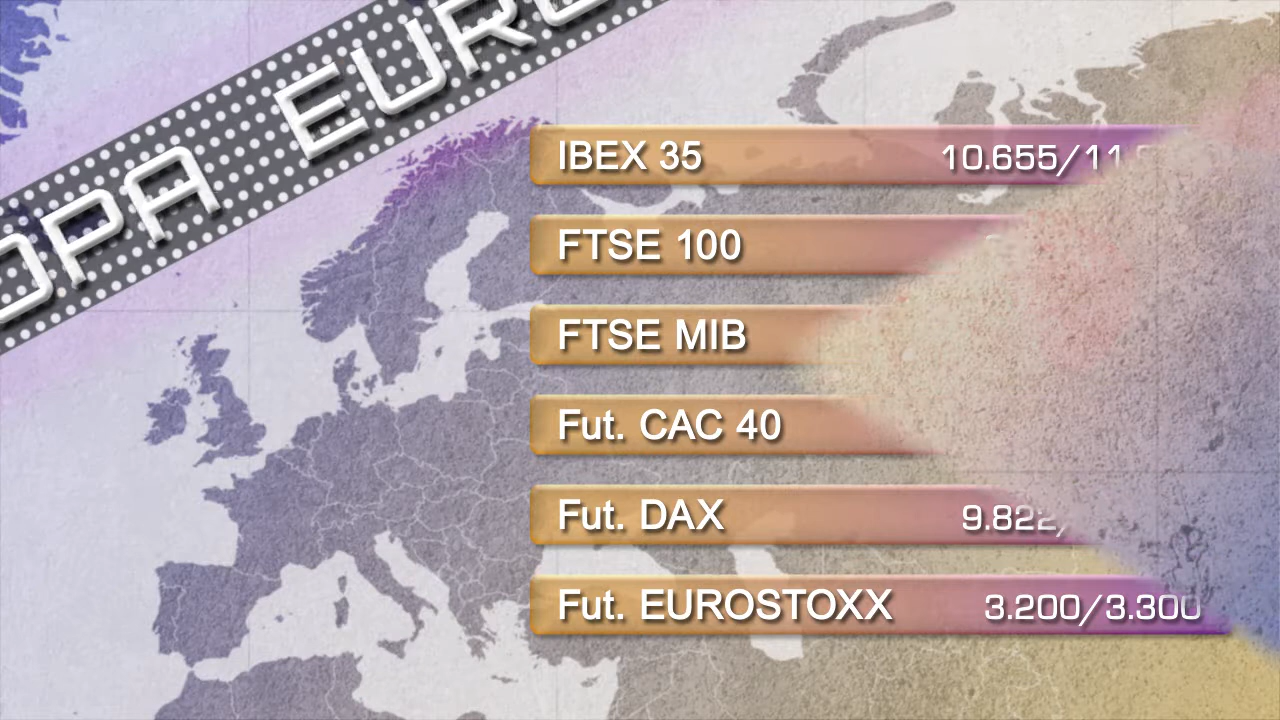 OPA EURO
IBEX 35 10.655/11
FTSE 100
FTSE MIB
Fut. CAC 40
Fut. DAX 9.822/
Fut. EUROSTOXX 3.200/3.300